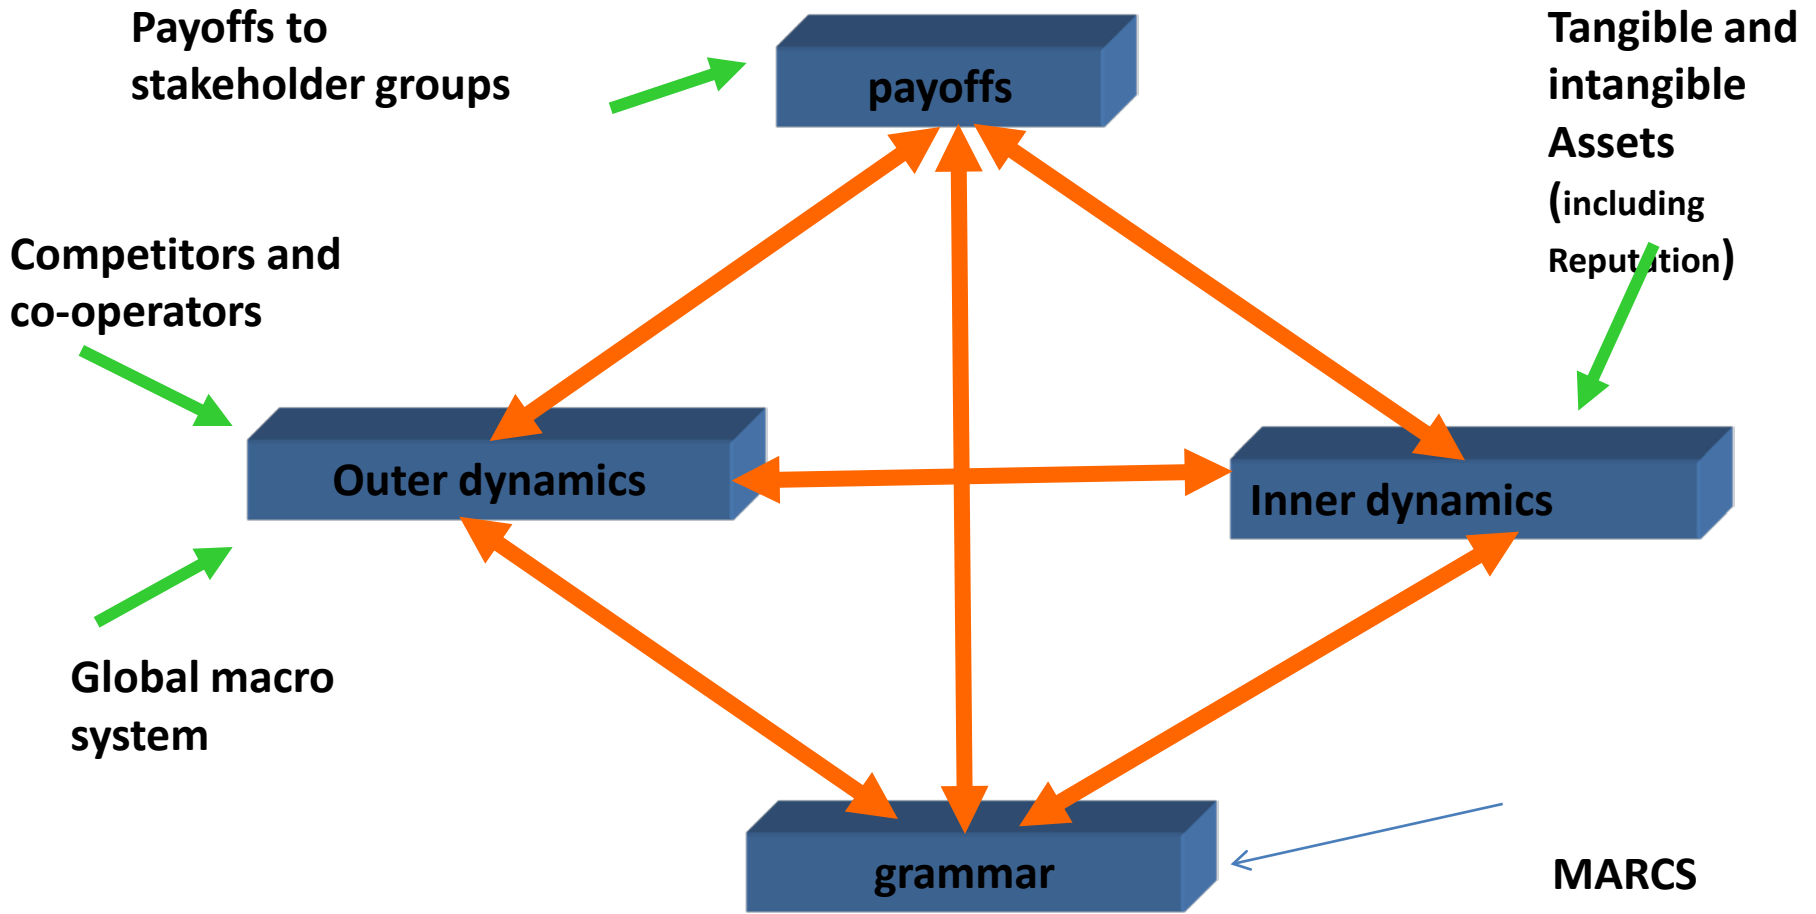 Payoffs to
stakeholder groups
payoffs
Tangible and
intangible
Assets
(including
Reputation)
Competitors and
co-operators
Outer dynamics
Inner dynamics
Global macro
system
grammar
MARCS